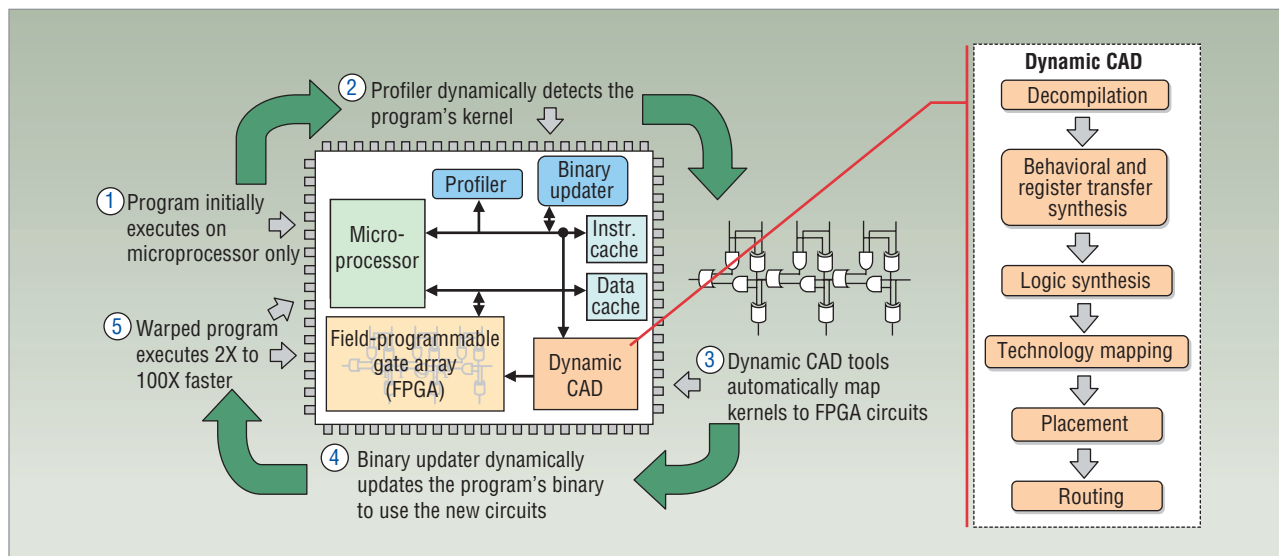 2 Profiler dynamically detects the
program's kernel
1 Program initially
executes on
microprocessor only
Profiler
Binary
updater
Micro-
processor
Instr.
cache
Data
cache
5 Warped program
executes 2X to
100X faster
Field-programmable
gate array
(FPGA)
Dynamic
CAD
3 Dynamic CAD tools
automatically map
kernels to FPGA circuits
4 Binary updater dynamically
updates the program's binary
to use the new circuits
Dynamic CAD
Decompilation
Behavioral and
register transfer
synthesis
Logic synthesis
Technology mapping
Placement
Routing